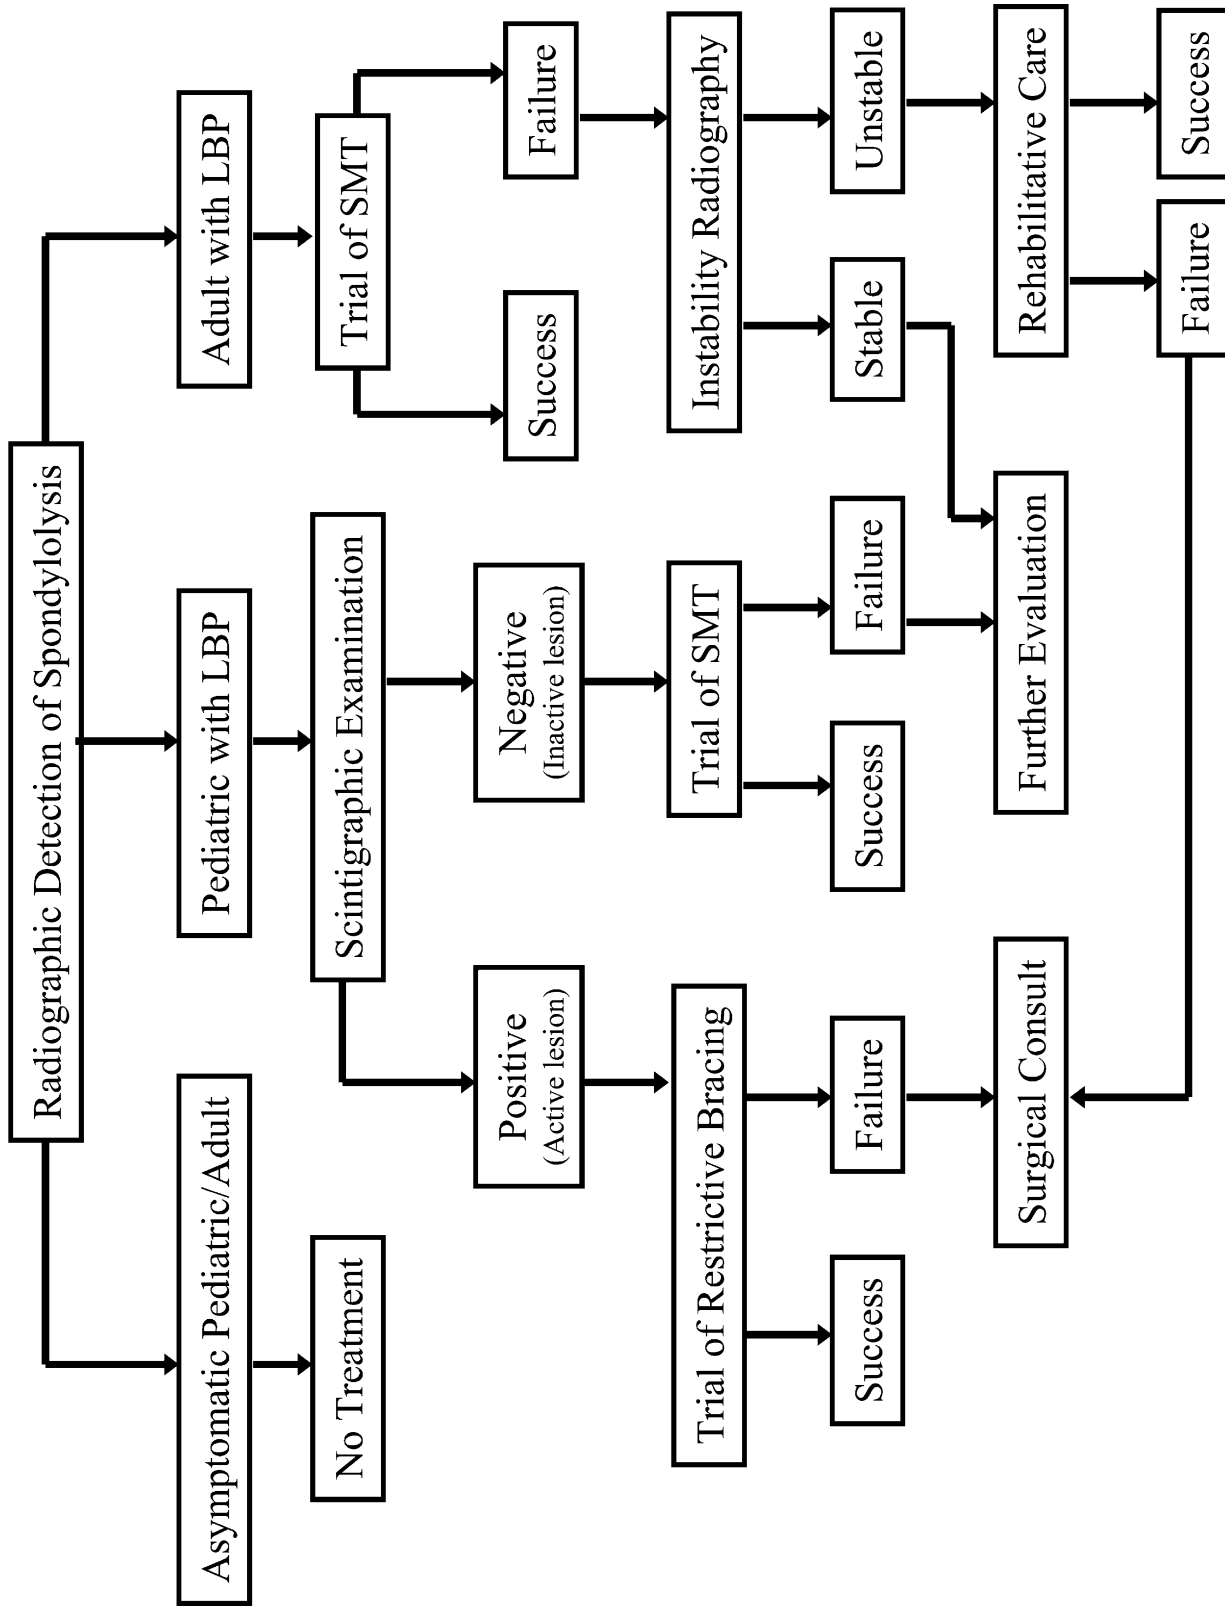 Radiographic Detection of Spondylolysis
Asymptomatic Pediatric/Adult
Pediatric with LBP
Adult with LBP
No Treatment
Scintigraphic Examination
Trial of SMT
Positive
(Active lesion)
Negative
(Inactive lesion)
Success
Failure
Trial of Restrictive Bracing
Trial of SMT
Instability Radiography
Success
Failure
Success
Failure
Stable
Unstable
Surgical Consult
Further Evaluation
Rehabilitative Care
Failure
Success